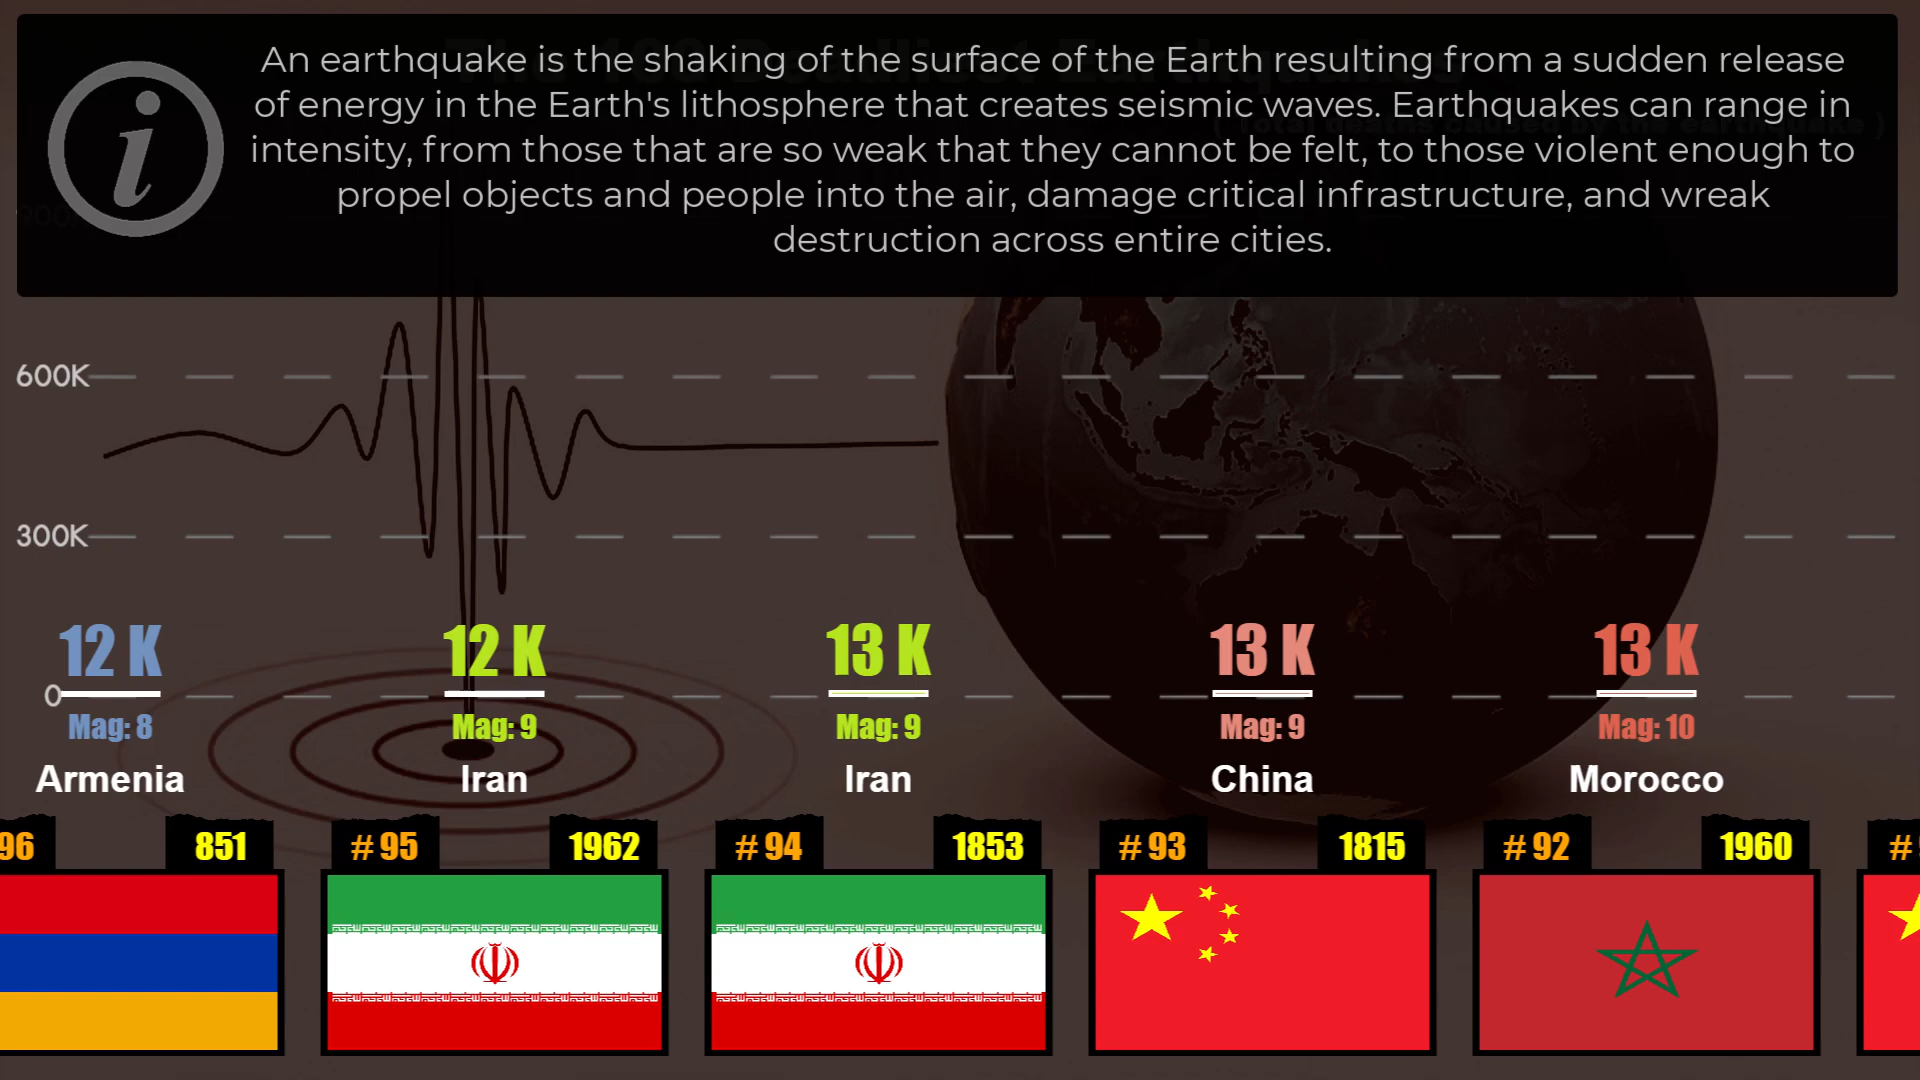 An earthquake is the shaking of the surface of the Earth resulting from a sudden release
of energy in the Earth's lithosphere that creates seismic waves. Earthquakes can range in
intensity, from those that are so weak that they cannot be felt, to those violent enough to
propel objects and people into the air, damage critical infrastructure, and wreak
destruction across entire cities.
600K
300K
0
12 K
12 K
13 K
13 K
13 K
Mag: 8
Mag: 9
Mag: 9
Mag: 9
Mag: 10
Armenia
Iran
Iran
China
Morocco
96
851
# 95
1962
# 94
1853
# 93
1815
# 92
1960
#